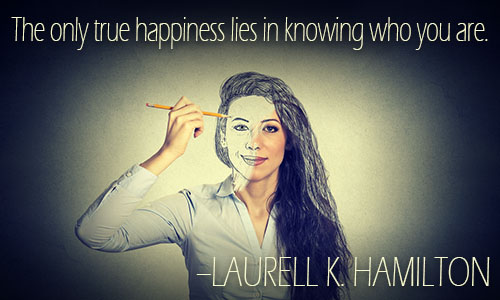 The only true happiness lies in knowing who you are.
–LAURELL K. HAMILTON